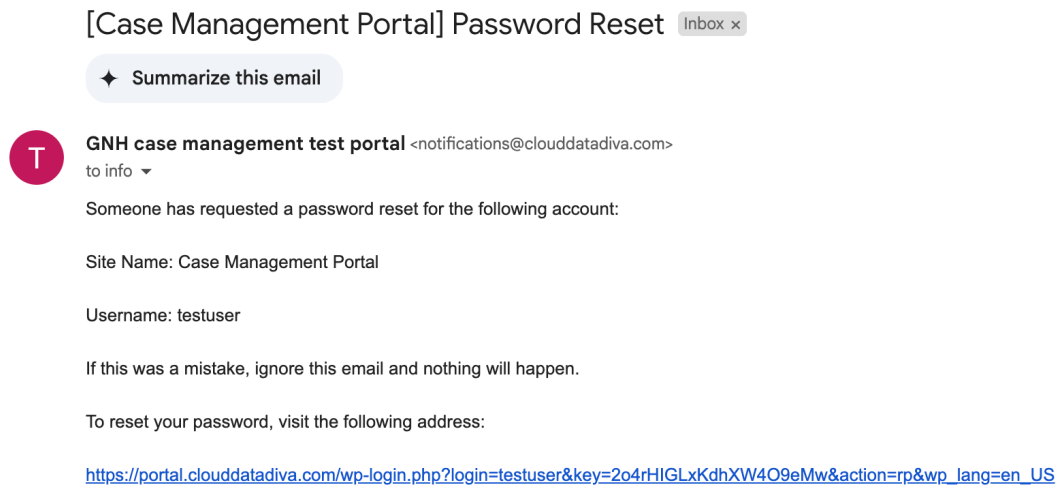 [Case Management Portal] Password Reset Inbox ×
Summarize this email
T
GNH case management test portal <notifications@clouddatadiva.com>
to info
Someone has requested a password reset for the following account:
Site Name: Case Management Portal
Username: testuser
If this was a mistake, ignore this email and nothing will happen.
To reset your password, visit the following address:
https://portal.clouddatadiva.com/wp-login.php?login=testuser&key=2o4rHIGLxKdhXW4O9eMw&action=rp&wp_lang=en_US